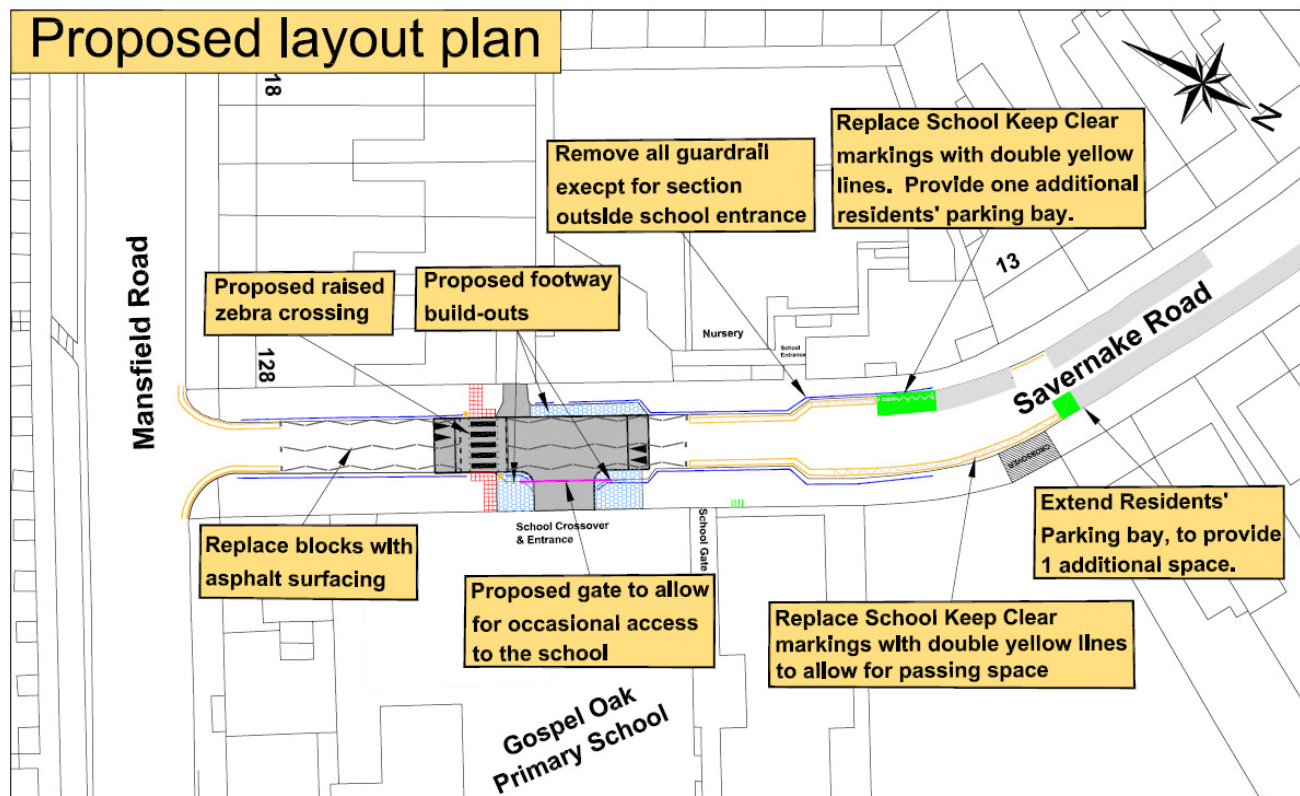 Proposed layout plan
18
N
Replace School Keep Clear
markings with double yellow
lines. Provide one additional
residents' parking bay.
Remove all guardrail
execpt for section
outside school entrance
13
Mansfield Road
Proposed raised
zebra crossing
Proposed footway
build-outs
Nursery
School
Entrance
Savernake Road
128
CROSSOVER
School Crossover
& Entrance
School Gate
Replace blocks with
asphalt surfacing
Proposed gate to allow
for occasional access
to the school
Extend Residents'
Parking bay, to provide
1 additional space.
Replace School Keep Clear
markings with double yellow lines
to allow for passing space
Gospel Oak
Primary School